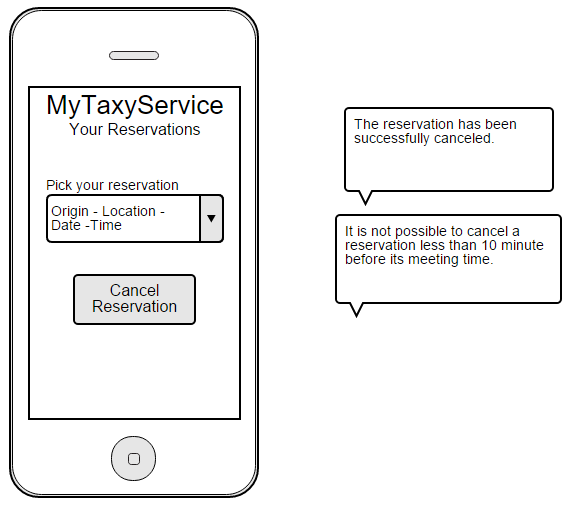 MyTaxyService
Your Reservations
Pick your reservation
Origin - Location -
Date -Time
Cancel
Reservation
The reservation has been
successfully canceled.
It is not possible to cancel a
reservation less than 10 minute
before its meeting time.